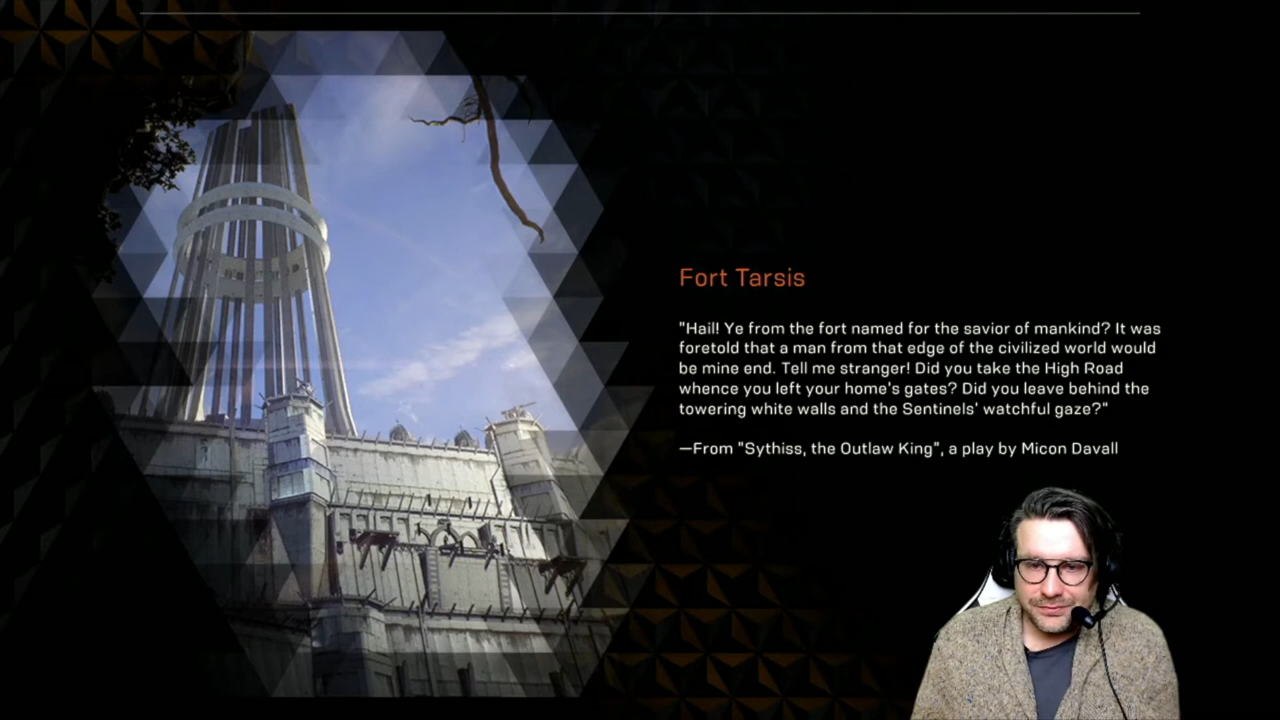 Fort Tarsis
"Hail! Ye from the fort named for the savior of mankind? It was
foretold that a man from that edge of the civilized world would
be mine end. Tell me stranger! Did you take the High Road
whence you left your home's gates? Did you leave behind the
towering white walls and the Sentinels' watchful gaze?"
—From "Sythiss, the Outlaw King", a play by Micon Davall